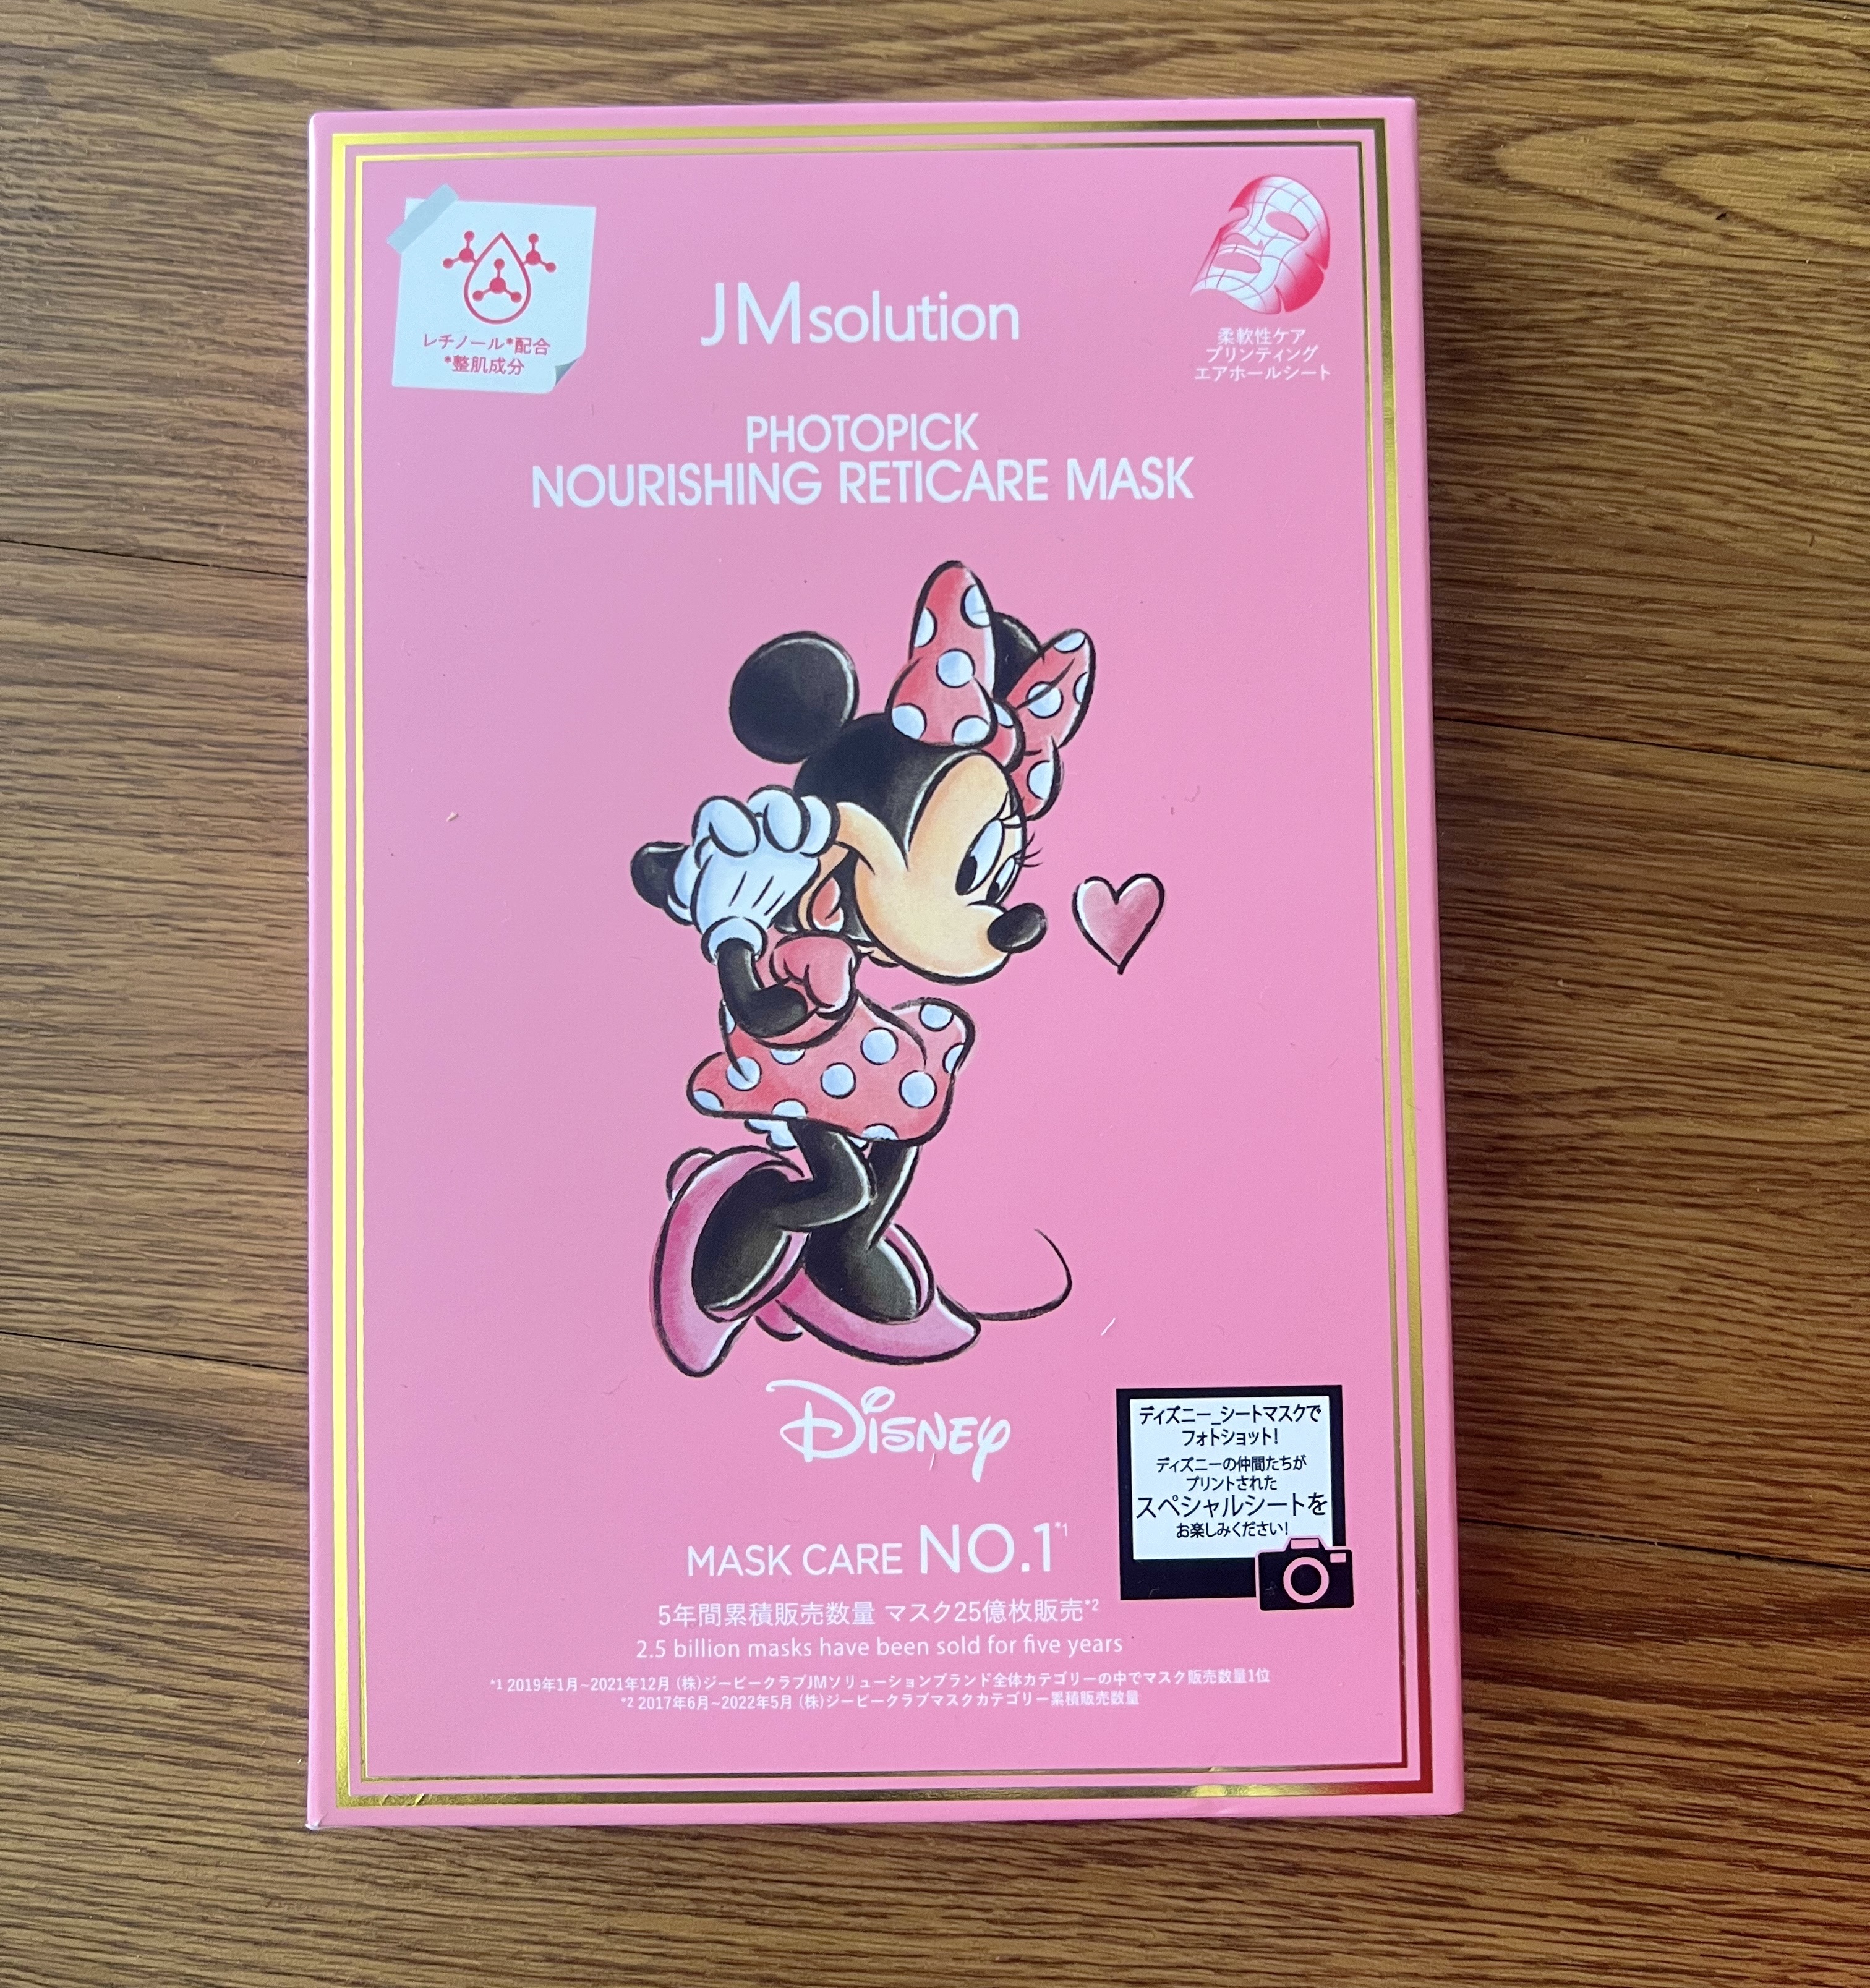 レチノール*配合
*整肌成分
JMsolution
柔軟性ケア
プリンティング
エアホールシート
PHOTOPICK
NOURISHING RETICARE MASK
Disney
ディズニー_シートマスクで
フォトショット!
ディズニーの仲間たちが
プリントされた
スペシャルシートを
お楽しみください!
MASK CARE NO.1*1
5年間累積販売数量 マスク25億枚販売*2
2.5 billion masks have been sold for five years
*1 2019年1月~2021年12月 (株)ジーピークラブJMソリューションブランド全体カテゴリーの中でマスク販売数量1位
*2 2017年6月~2022年5月 (株)ジーピークラブマスクカテゴリー累積販売数量